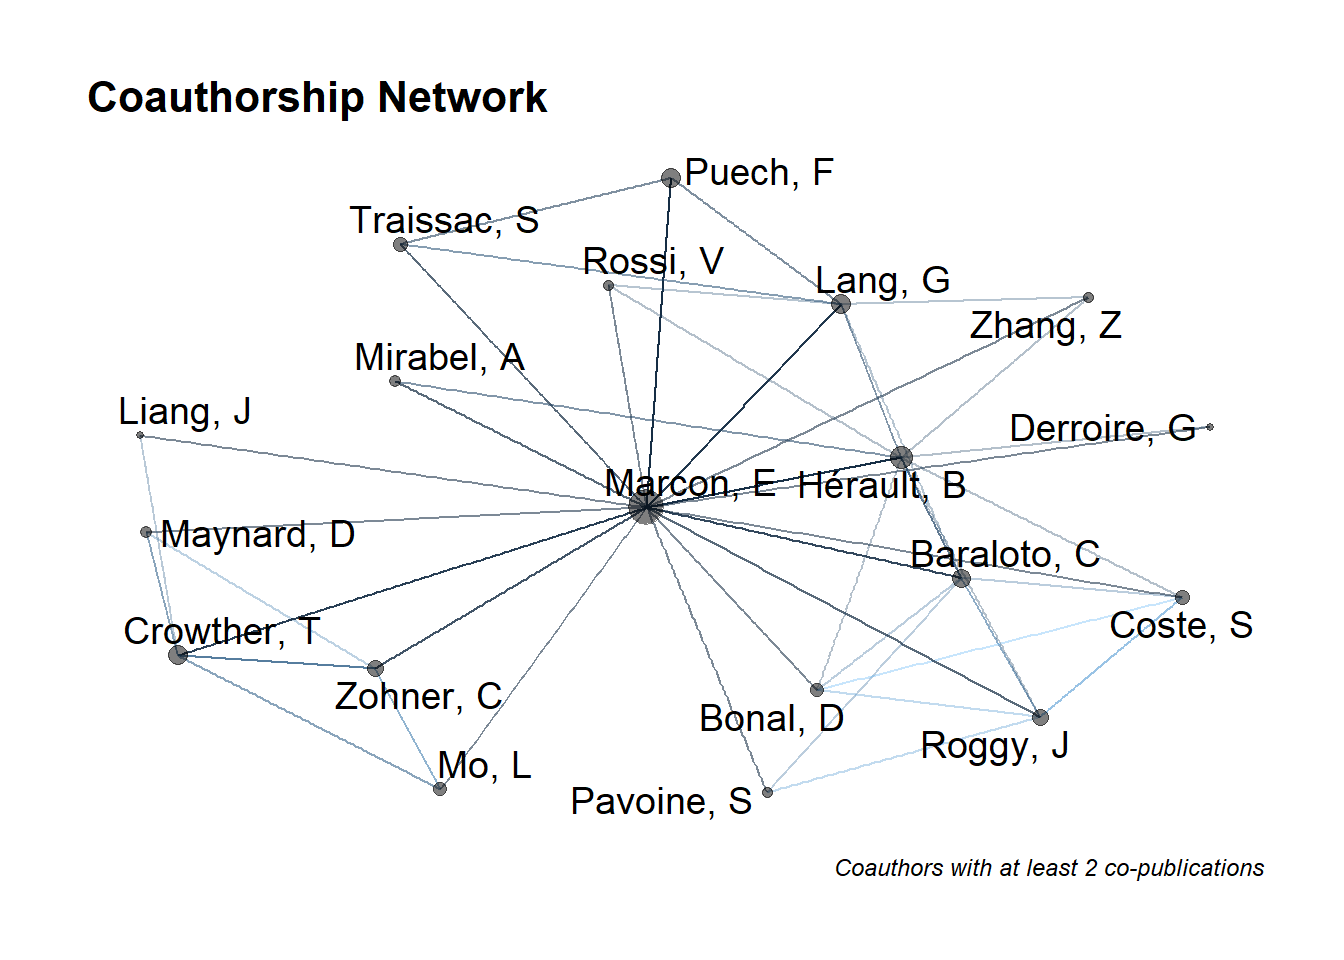 Coauthorship Network
Puech, F
Traissac, S
Rossi, V
Lang, G
Zhang, Z
Mirabel, A
Liang, J
Derroire, G
Marcon, E
Hérault, B
Maynard, D
Baraloto, C
Crowther, T
Coste, S
Zohner, C
Bonal, D
Roggy, J
Mo, L
Pavoine, S
Coauthors with at least 2 co-publications